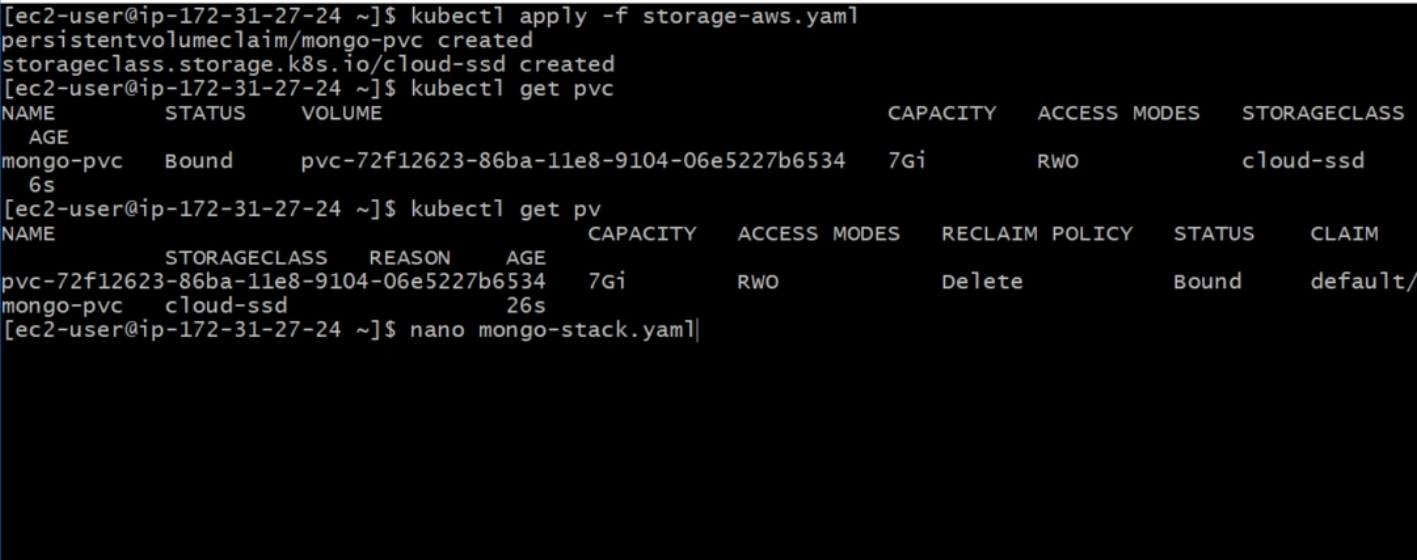 [ec2-user@ip-172-31-27-24 ~]$ kubectl apply -f storage-aws.yaml
persistentvolumeclaim/mongo-pvc created
storageclass.storage.k8s.io/cloud-ssd created
[ec2-user@ip-172-31-27-24 ~]$ kubectl get pvc
NAME        STATUS    VOLUME                                     CAPACITY   ACCESS MODES   STORAGECLASS
  AGE
mongo-pvc   Bound     pvc-72f12623-86ba-11e8-9104-06e5227b6534   7Gi        RWO            cloud-ssd
  6s
[ec2-user@ip-172-31-27-24 ~]$ kubectl get pv
NAME                                       CAPACITY   ACCESS MODES   RECLAIM POLICY   STATUS    CLAIM
            STORAGECLASS   REASON    AGE
pvc-72f12623-86ba-11e8-9104-06e5227b6534   7Gi        RWO            Delete           Bound     default/
mongo-pvc   cloud-ssd                26s
[ec2-user@ip-172-31-27-24 ~]$ nano mongo-stack.yaml